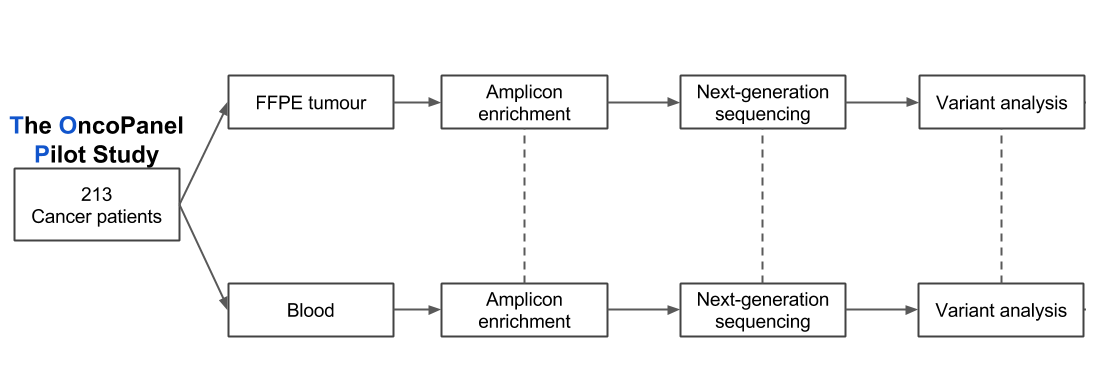 The OncoPanel
Pilot Study
213
Cancer patients
FFPE tumour
Amplicon
enrichment
Next-generation
sequencing
Variant analysis
Blood
Amplicon
enrichment
Next-generation
sequencing
Variant analysis